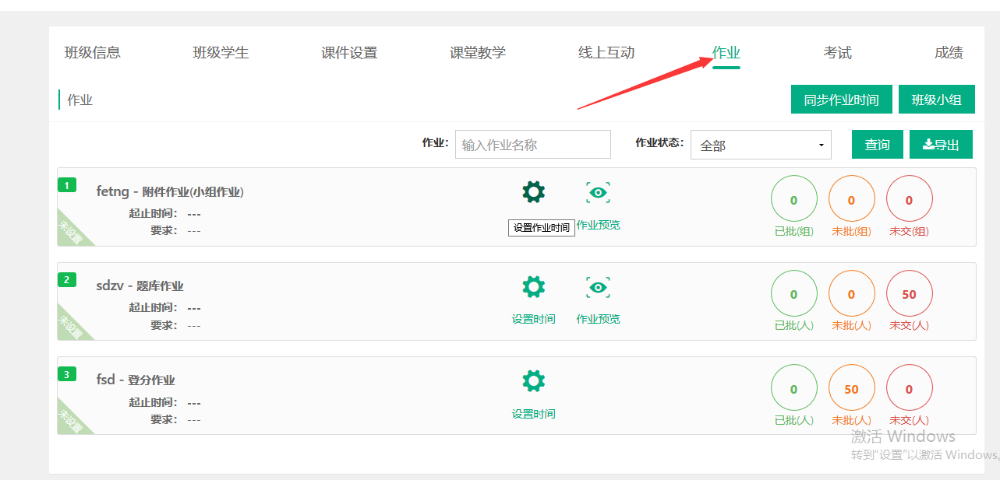 班级信息 班级学生 课件设置 课堂教学 线上互动 作业 考试 成绩
作业 同步作业时间 班级小组
作业: 输入作业名称 作业状态: 全部 查询 导出
1 fetng - 附件作业(小组作业)
起止时间: ---
要求: ---
未设置
设置作业时间 作业预览
0 0 0
已批(组) 未批(组) 未交(组)
2 sdzv - 题库作业
起止时间: ---
要求: ---
未设置
设置时间 作业预览
0 0 50
已批(人) 未批(人) 未交(人)
3 fsd - 登分作业
起止时间: ---
要求: ---
未设置
设置时间
0 50 0
已批(人) 未批(人) 未交(人)
激活 Windows
转到"设置"以激活 Windows。